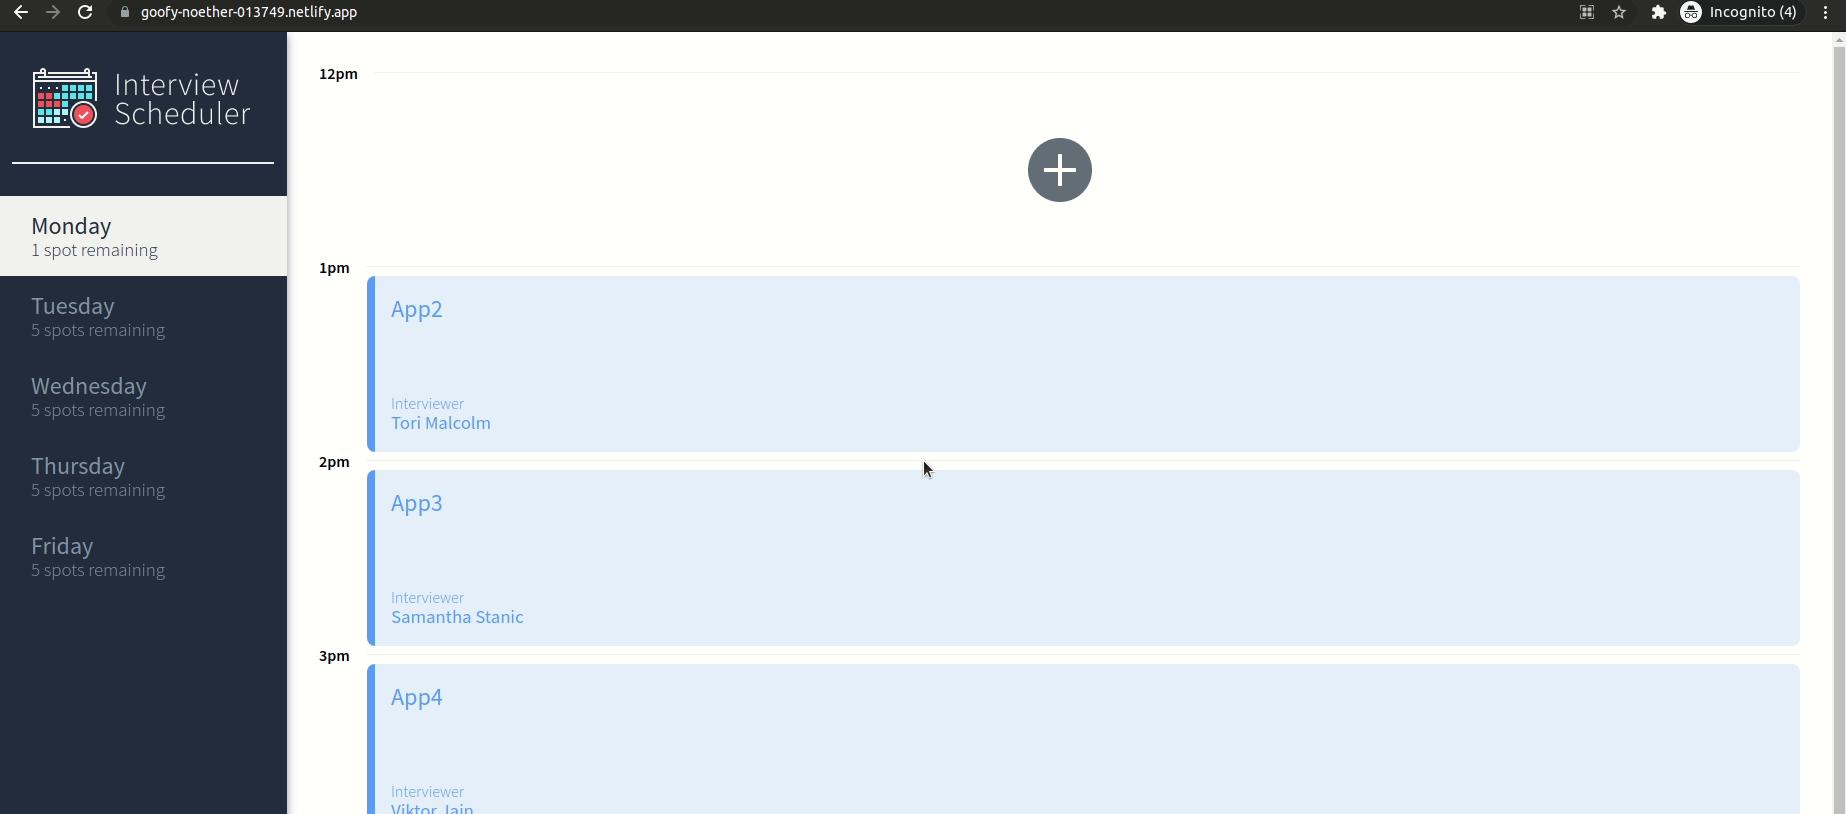 goofy-noether-013749.netlify.app
Incognito (4)
Interview
Scheduler
Monday
1 spot remaining
Tuesday
5 spots remaining
Wednesday
5 spots remaining
Thursday
5 spots remaining
Friday
5 spots remaining
12pm
1pm
App2
Interviewer
Tori Malcolm
2pm
App3
Interviewer
Samantha Stanic
3pm
App4
Interviewer
Viktor Jain